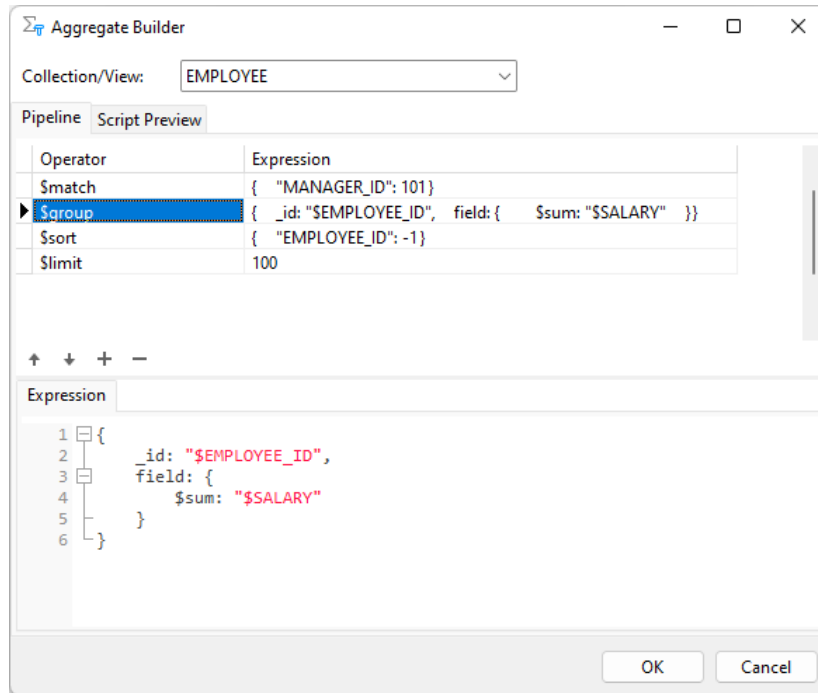 Aggregate Builder
Collection/View: EMPLOYEE
Pipeline Script Preview
Operator Expression
$match { "MANAGER_ID": 101}
$group { _id: "$EMPLOYEE_ID", field: { $sum: "$SALARY" }}
$sort { "EMPLOYEE_ID": -1}
$limit 100
Expression
1 {
2 _id: "$EMPLOYEE_ID",
3 field: {
4 $sum: "$SALARY"
5 }
6 }
OK Cancel